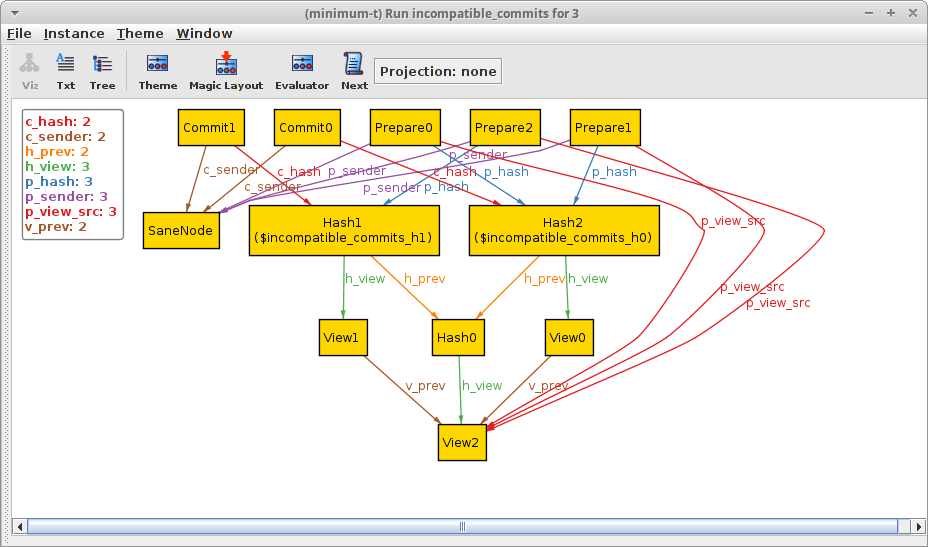 (minimum-t) Run incompatible_commits for 3
File Instance Theme Window
Viz Txt Tree Theme Magic Layout Evaluator Next Projection: none
c_hash: 2
c_sender: 2
h_prev: 2
h_view: 3
p_hash: 3
p_sender: 3
p_view_src: 3
v_prev: 2
Commit1 Commit0 Prepare0 Prepare2 Prepare1
p_sender
c_sender c_hash p_sender c_hash p_hash p_hash
c_sender p_sender p_hash
SaneNode
Hash1
($incompatible_commits_h1)
Hash2
($incompatible_commits_h0)
p_view_src
h_view h_prev h_prev h_view
p_view_src
p_view_src
View1 Hash0 View0
v_prev h_view v_prev
View2